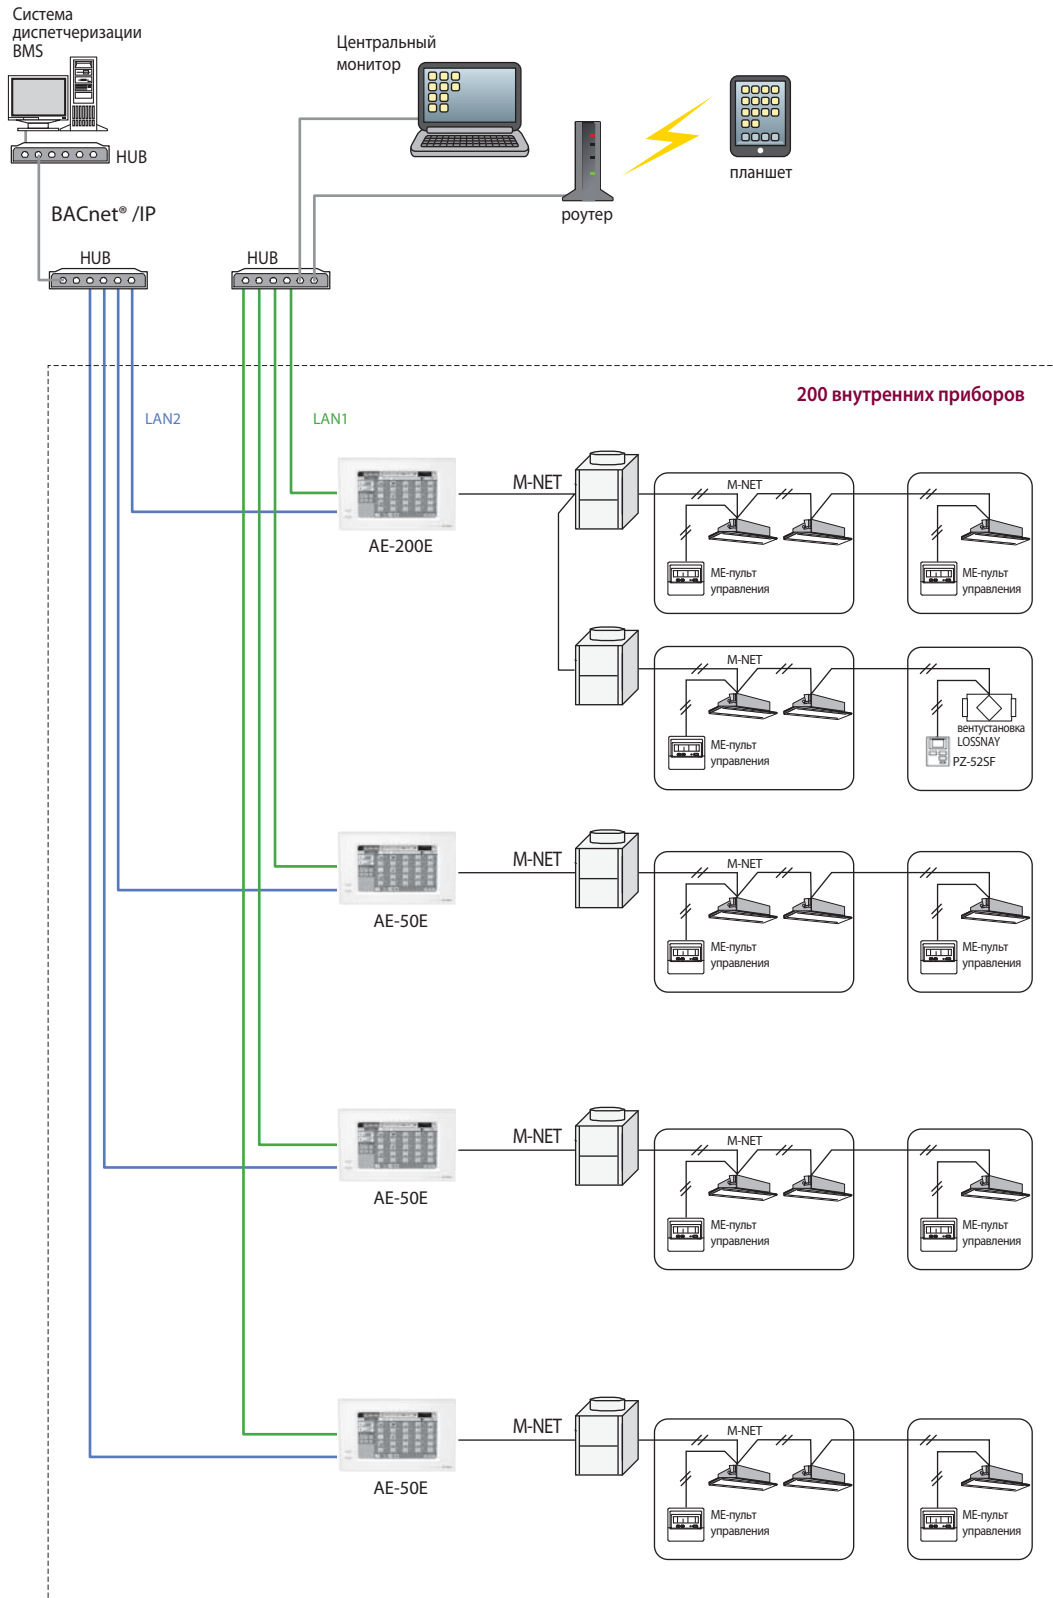 Система
диспетчеризации
BMS
HUB
Центральный
монитор
роутер
планшет
BACnet® /IP
HUB
HUB
200 внутренних приборов
LAN2
LAN1
AE-200E
M-NET
M-NET
ME-пульт
управления
ME-пульт
управления
M-NET
ME-пульт
управления
вентустановка
LOSSNAY
PZ-52SF
AE-50E
M-NET
M-NET
ME-пульт
управления
ME-пульт
управления
AE-50E
M-NET
M-NET
ME-пульт
управления
ME-пульт
управления
AE-50E
M-NET
M-NET
ME-пульт
управления
ME-пульт
управления